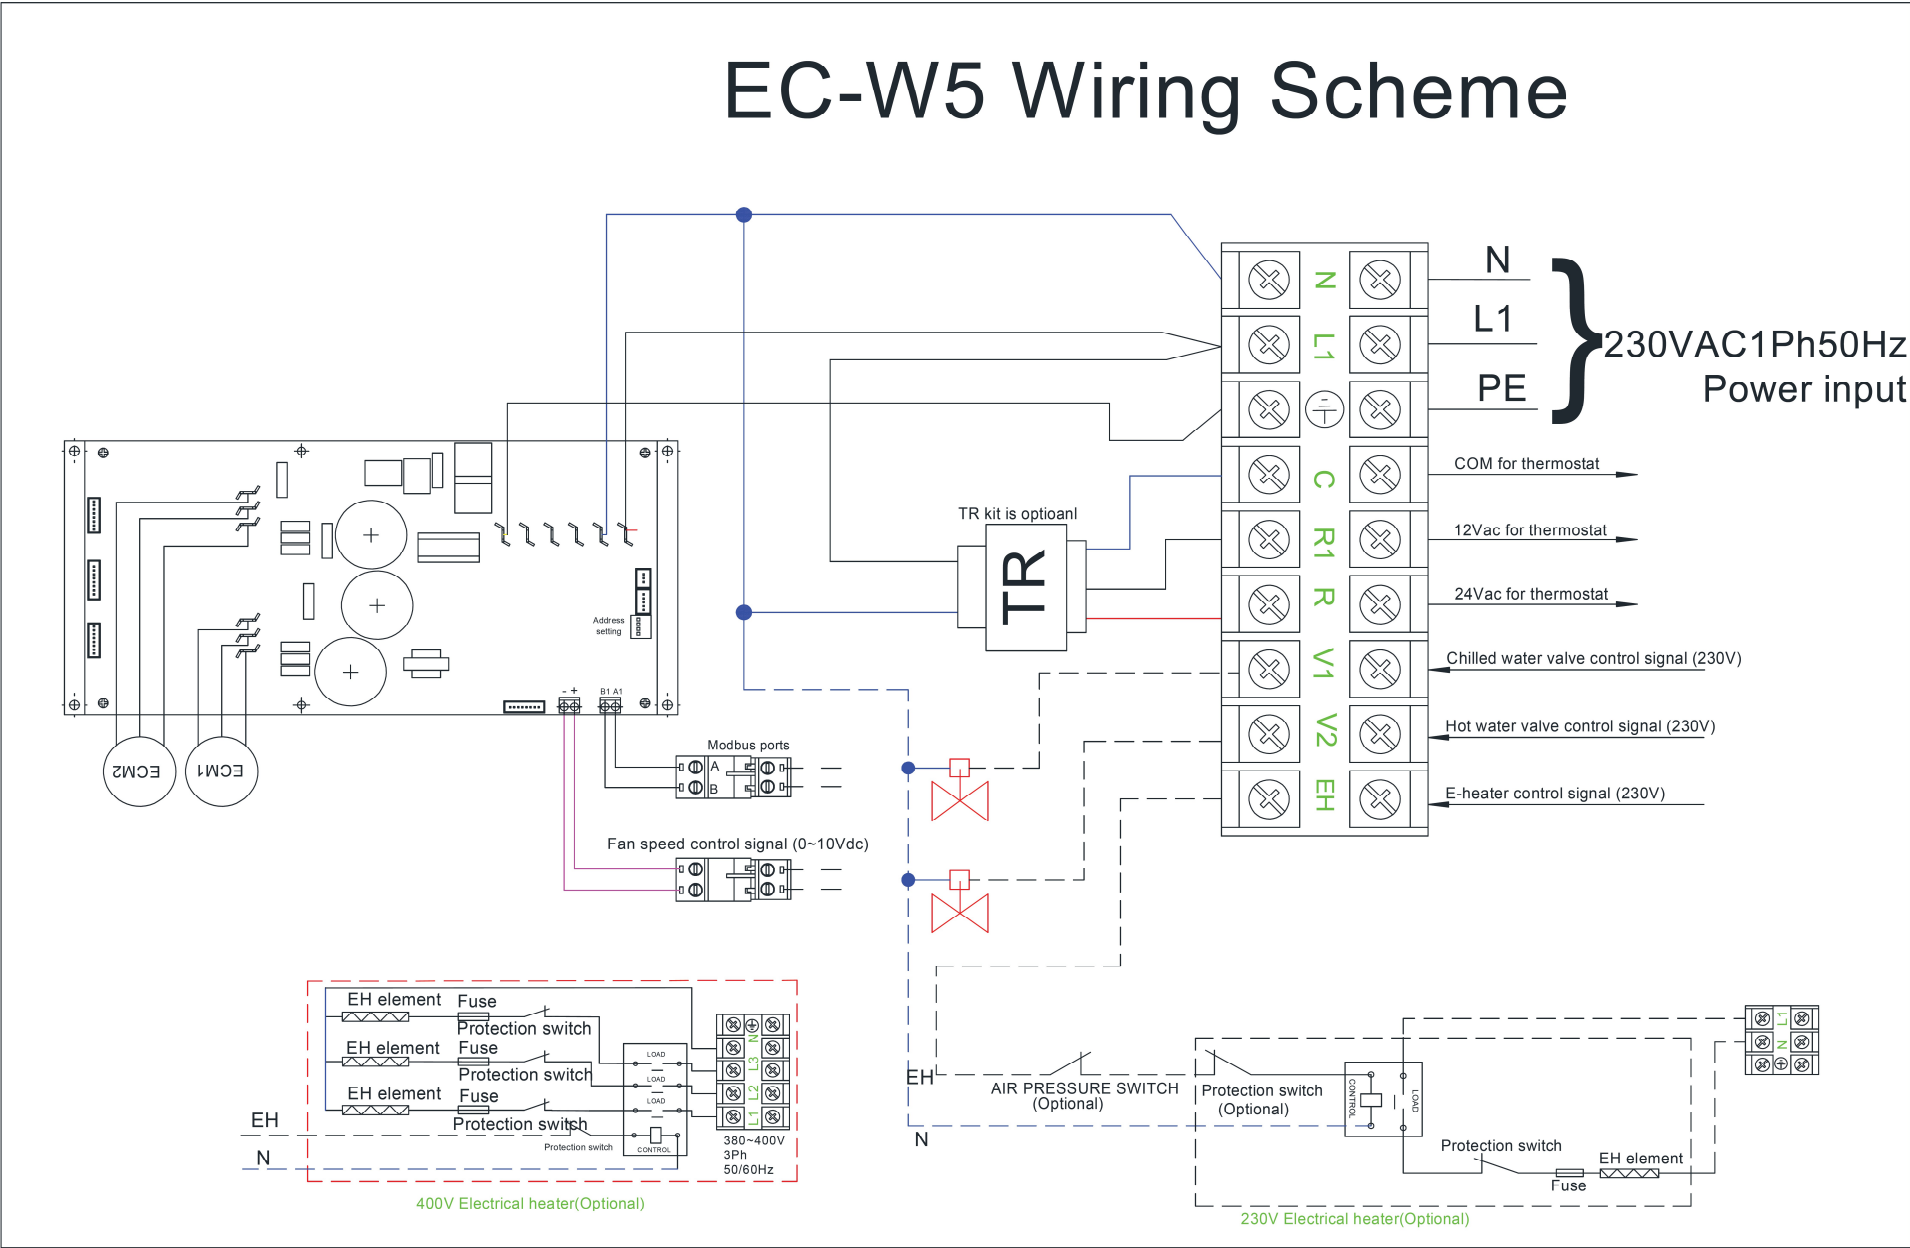 EC-W5 Wiring Scheme
N
L1
PE
230VAC1Ph50Hz
Power input
N
L1
C
R1
R
V1
V2
EH
COM for thermostat
12Vac for thermostat
24Vac for thermostat
Chilled water valve control signal (230V)
Hot water valve control signal (230V)
E-heater control signal (230V)
TR kit is optioanl
TR
Address
setting
- +
B1 A1
ECM2
ECM1
Modbus ports
A
B
Fan speed control signal (0~10Vdc)
EH element
Fuse
Protection switch
EH element
Fuse
Protection switch
EH element
Fuse
Protection switch
EH
N
Protection switch
LOAD
LOAD
LOAD
CONTROL
N
L3
L2
L1
380~400V
3Ph
50/60Hz
400V Electrical heater(Optional)
EH
N
AIR PRESSURE SWITCH
(Optional)
Protection switch
(Optional)
CONTROL
LOAD
Protection switch
Fuse
EH element
L1
N
230V Electrical heater(Optional)